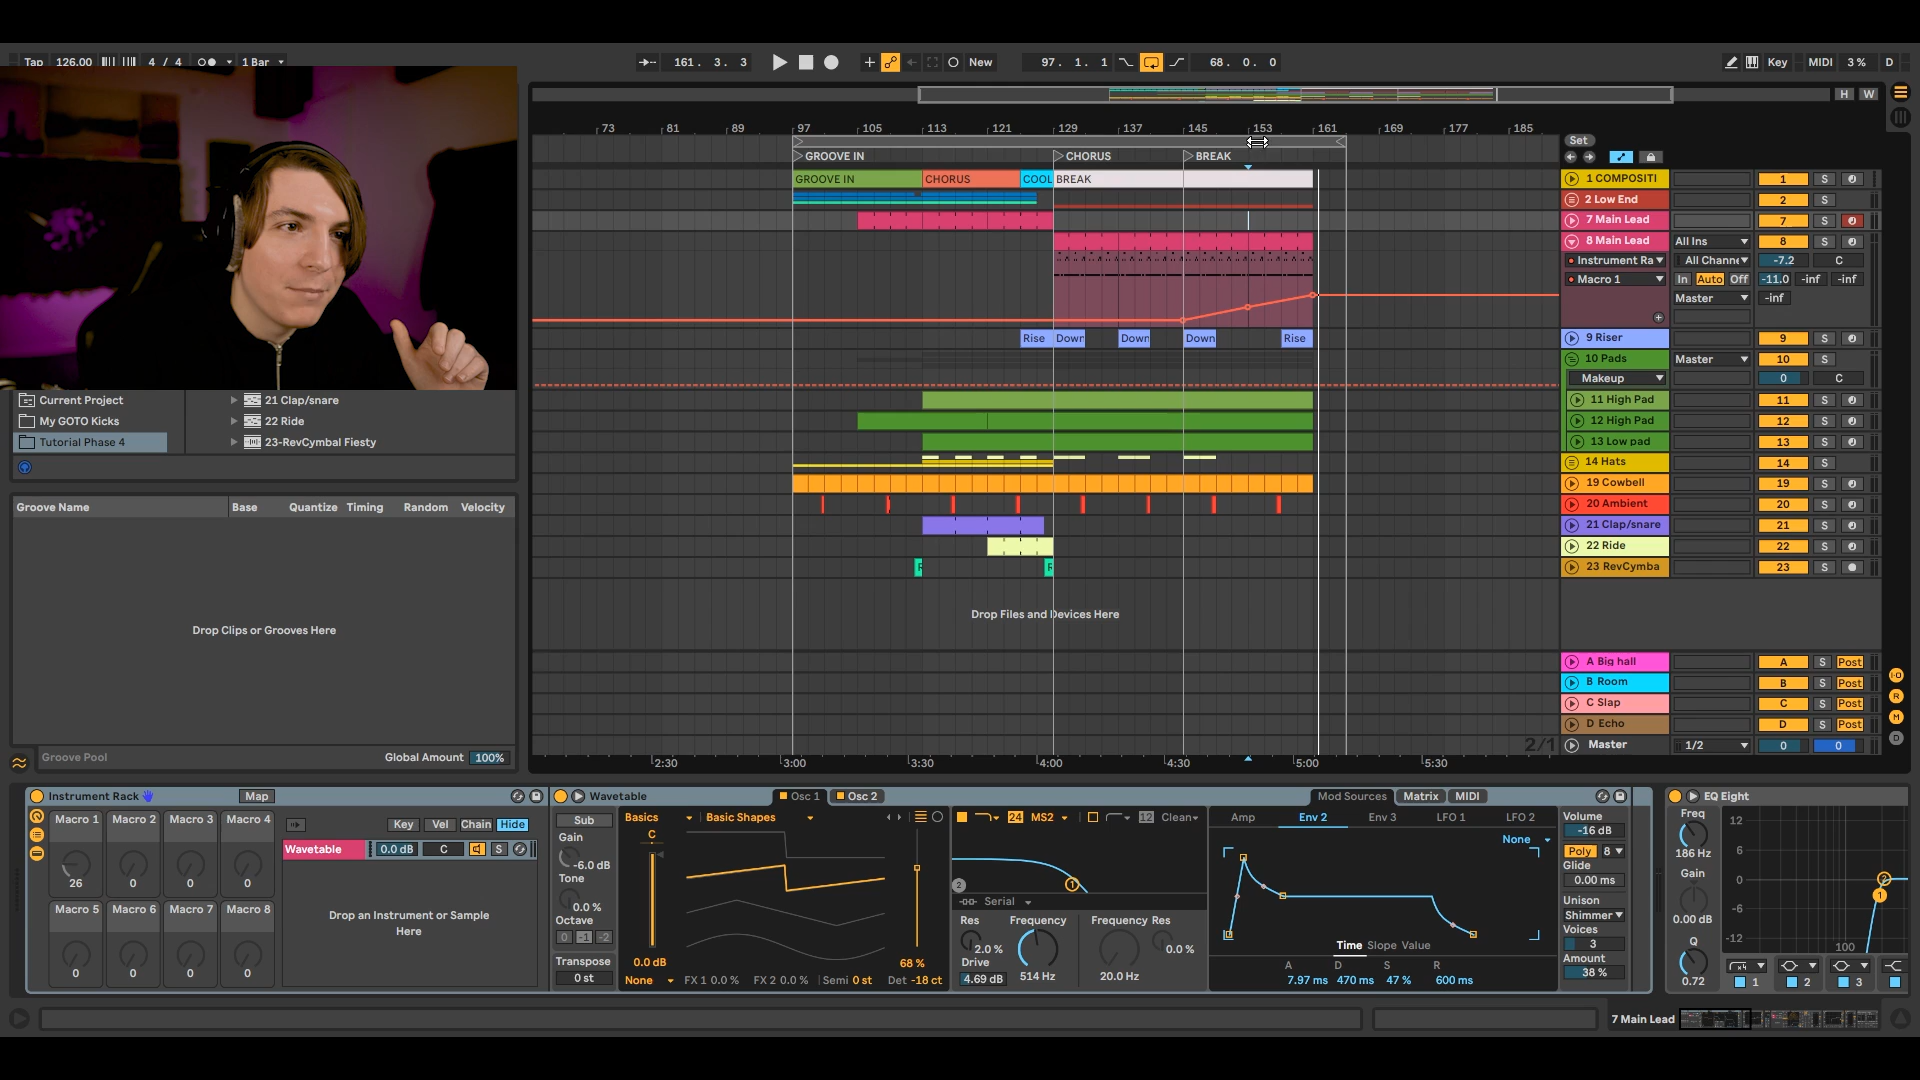 Tap 126.00 4 / 4 1 Bar 161. 3. 3 New 97. 1. 1 68. 0. 0 Key MIDI 3 % D
H W
73 81 89 97 105 113 121 129 137 145 153 161 169 177 185
Set
GROOVE IN CHORUS BREAK
GROOVE IN CHORUS COOL BREAK 1 COMPOSITI 1 S
2 Low End 2 S
7 Main Lead 7 S
8 Main Lead All Ins 8 S
Instrument Ra All Channe -7.2 C
Macro 1 In Auto Off -11.0 -inf -inf
Master -inf
Rise Down Down Down Rise 9 Riser 9 S
10 Pads Master 10 S
Makeup 0 C
Current Project 21 Clap/snare 11 High Pad 11 S
My GOTO Kicks 22 Ride 12 High Pad 12 S
Tutorial Phase 4 23-RevCymbal Fiesty 13 Low pad 13 S
14 Hats 14 S
19 Cowbell 19 S
Groove Name Base Quantize Timing Random Velocity 20 Ambient 20 S
21 Clap/snare 21 S
22 Ride 22 S
R R 23 RevCymba 23 S
Drop Files and Devices Here
Drop Clips or Grooves Here
A Big hall A S Post
B Room B S Post
C Slap C S Post
D Echo D S Post
2/1 Master 1/2 0 0
Groove Pool Global Amount 100% 2:30 3:00 3:30 4:00 4:30 5:00 5:30
Instrument Rack Map Wavetable Osc 1 Osc 2 Mod Sources Matrix MIDI EQ Eight
Macro 1 Macro 2 Macro 3 Macro 4 Key Vel Chain Hide Sub Basics Basic Shapes 24 MS2 12 Clean Amp Env 2 Env 3 LFO 1 LFO 2 Volume Freq 12
C Gain -16 dB
Wavetable 0.0 dB C S -6.0 dB None Poly 8 186 Hz 6
26 0 0 0 Tone Glide Gain 0
0.00 ms
Macro 5 Macro 6 Macro 7 Macro 8 Drop an Instrument or Sample Here 0.0 % Serial Unison -6
Octave Res Frequency Frequency Res Shimmer 0.00 dB
0 -1 -2 2.0 % 0.0 % Time Slope Value Voices Q -12 100
Transpose 0.0 dB 68 % Drive A D S R 3
0 0 0 0 0 st None FX 1 0.0 % FX 2 0.0 % Semi 0 st Det -18 ct 4.69 dB 514 Hz 20.0 Hz 7.97 ms 470 ms 47 % 600 ms Amount 38 % 0.72 x4 1 2 3
7 Main Lead